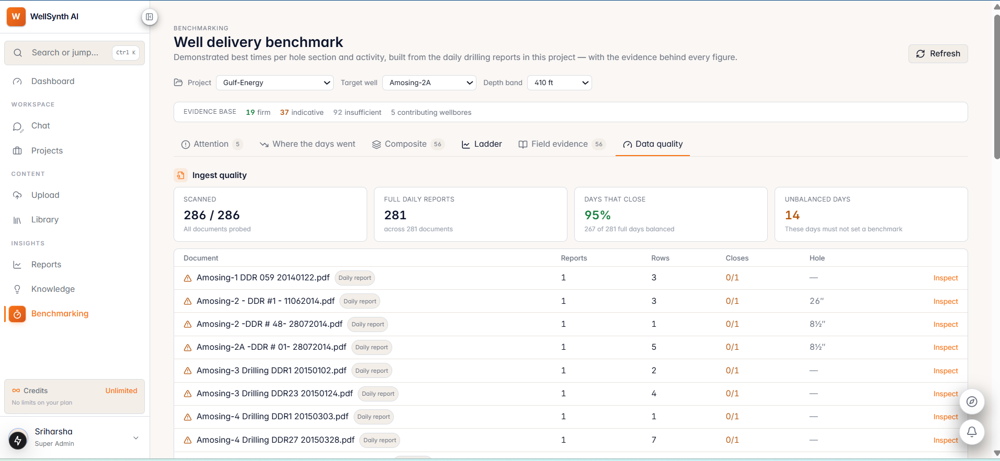 W WellSynth AI
Search or jump... Ctrl K
Dashboard
WORKSPACE
Chat
Projects
CONTENT
Upload
Library
INSIGHTS
Reports
Knowledge
Benchmarking
Credits Unlimited
No limits on your plan
Sriharsha
Super Admin
BENCHMARKING
Well delivery benchmark
Demonstrated best times per hole section and activity, built from the daily drilling reports in this project — with the evidence behind every figure.
Refresh
Project Gulf-Energy Target well Amosing-2A Depth band 410 ft
EVIDENCE BASE 19 firm 37 indicative 92 insufficient 5 contributing wellbores
Attention 5 Where the days went Composite 56 Ladder Field evidence 56 Data quality
Ingest quality
SCANNED
286 / 286
All documents probed
FULL DAILY REPORTS
281
across 281 documents
DAYS THAT CLOSE
95%
267 of 281 full days balanced
UNBALANCED DAYS
14
These days must not set a benchmark
Document Reports Rows Closes Hole
Amosing-1 DDR 059 20140122.pdf Daily report 1 3 0/1 — Inspect
Amosing-2 - DDR #1 - 11062014.pdf Daily report 1 3 0/1 26″ Inspect
Amosing-2 -DDR # 48- 28072014.pdf Daily report 1 1 0/1 8½″ Inspect
Amosing-2A -DDR # 01- 28072014.pdf Daily report 1 5 0/1 8½″ Inspect
Amosing-3 Drilling DDR1 20150102.pdf Daily report 1 2 0/1 — Inspect
Amosing-3 Drilling DDR23 20150124.pdf Daily report 1 4 0/1 — Inspect
Amosing-4 Drilling DDR1 20150303.pdf Daily report 1 1 0/1 — Inspect
Amosing-4 Drilling DDR27 20150328.pdf Daily report 1 7 0/1 — Inspect